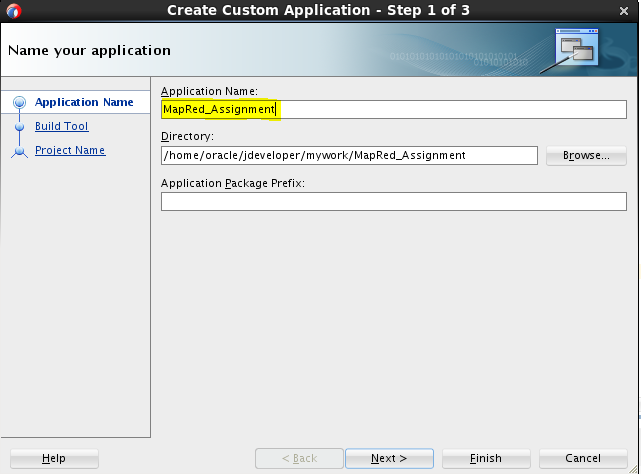 Create Custom Application - Step 1 of 3
Name your application
Application Name
Build Tool
Project Name
Application Name:
MapRed_Assignment
Directory:
/home/oracle/jdeveloper/mywork/MapRed_Assignment
Browse...
Application Package Prefix:
Help
< Back
Next >
Finish
Cancel